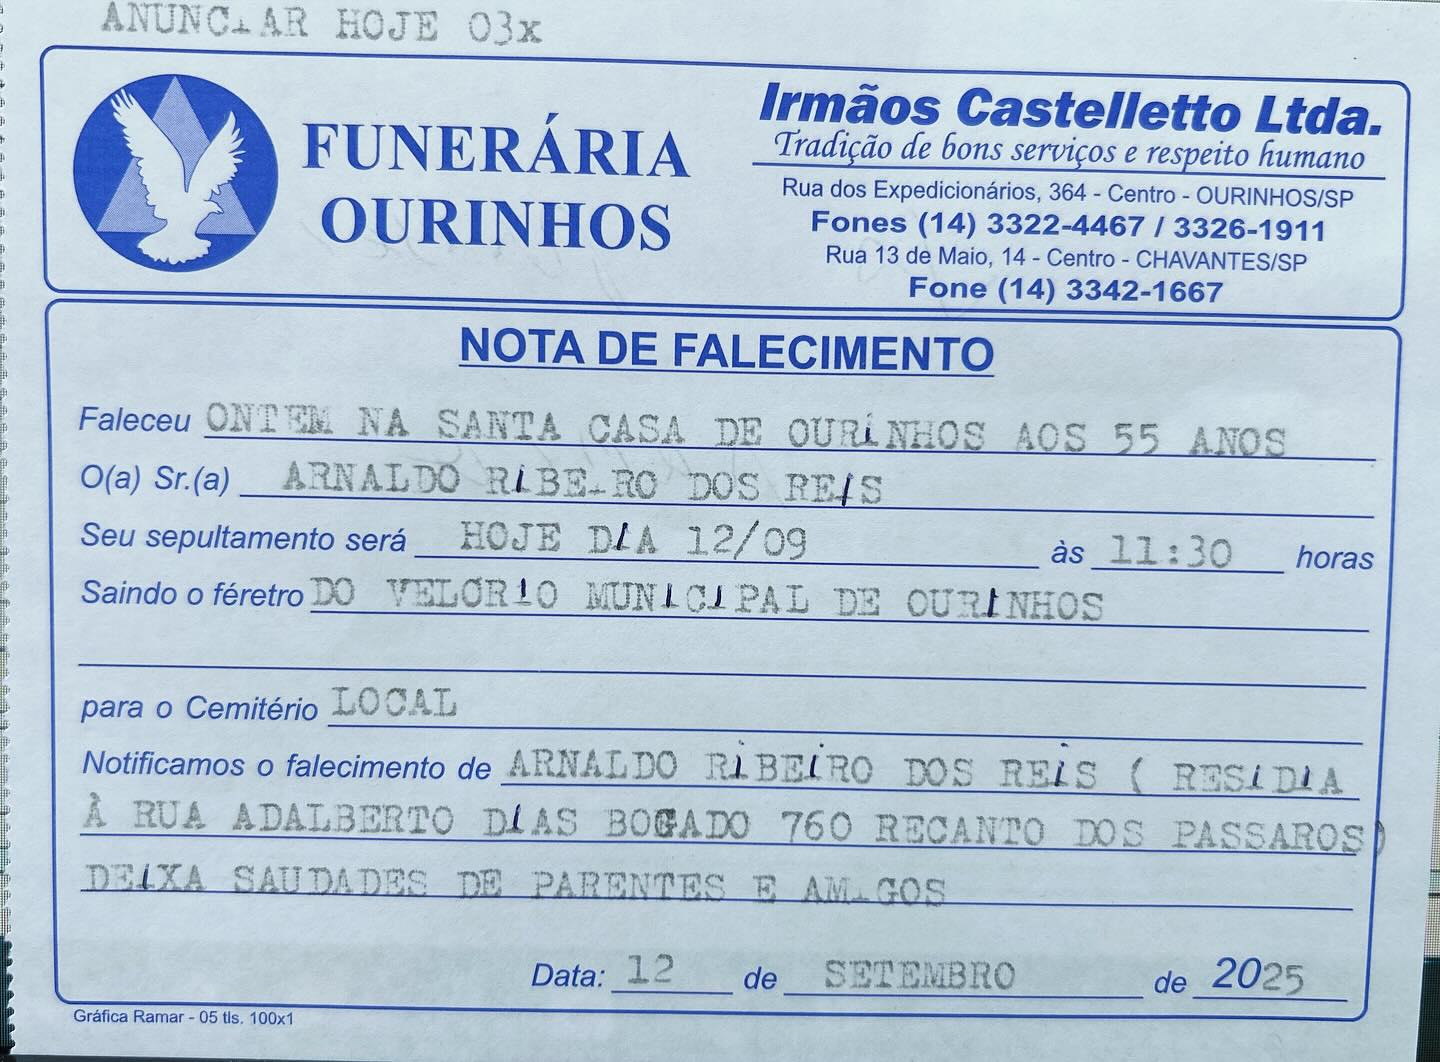 ANUNCIAR HOJE 03x
FUNERÁRIA
OURINHOS
Irmãos Castelletto Ltda.
Tradição de bons serviços e respeito humano
Rua dos Expedicionários, 364 - Centro - OURINHOS/SP
Fones (14) 3322-4467 / 3326-1911
Rua 13 de Maio, 14 - Centro - CHAVANTES/SP
Fone (14) 3342-1667
NOTA DE FALECIMENTO
Faleceu ONTEM NA SANTA CASA DE OURINHOS AOS 55 ANOS
O(a) Sr.(a) ARNALDO RIBEIRO DOS REIS
Seu sepultamento será HOJE DIA 12/09 às 11:30 horas
Saindo o féretro DO VELORIO MUNICIPAL DE OURINHOS
para o Cemitério LOCAL
Notificamos o falecimento de ARNALDO RIBEIRO DOS REIS ( RESIDIA
À RUA ADALBERTO DIAS BOGADO 760 RECANTO DOS PASSAROS)
DEIXA SAUDADES DE PARENTES E AMIGOS
Data: 12 de SETEMBRO de 2025
Gráfica Ramar - 05 tls. 100x1